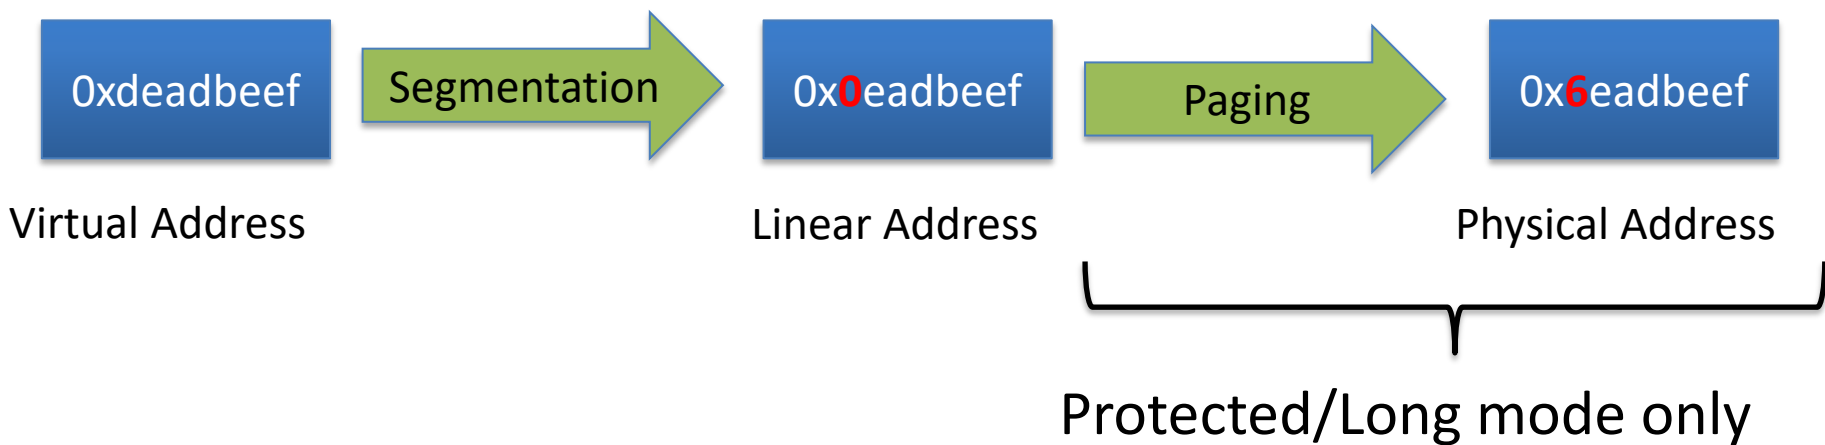 0xdeadbeef
Segmentation
0x0eadbeef
Paging
0x6eadbeef
Virtual Address
Linear Address
Physical Address
Protected/Long mode only